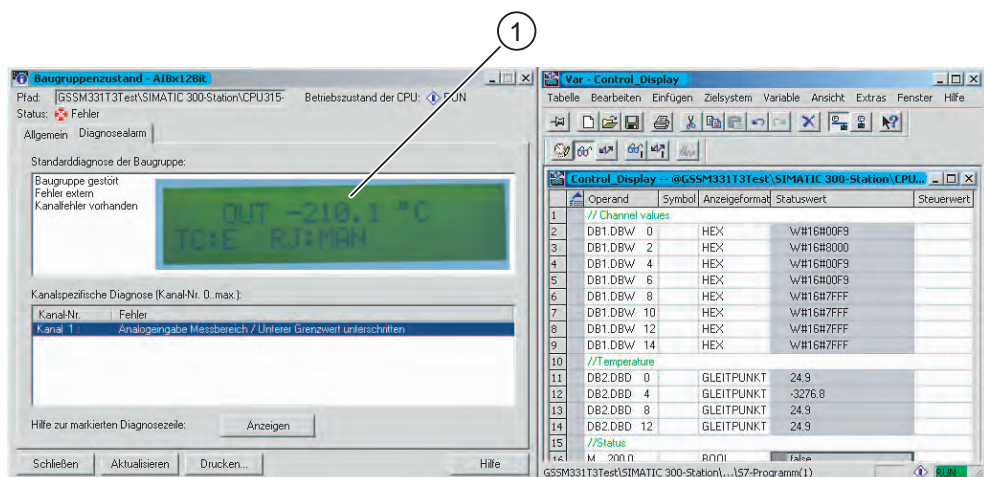 1
Baugruppenzustand - AI8x12Bit
Pfad: GSSM331T3Test\SIMATIC 300-Station\CPU315- Betriebszustand der CPU: RUN
Status: Fehler
Allgemein Diagnosealarm
Standarddiagnose der Baugruppe:
Baugruppe gestört
Fehler extern
Kanalfehler vorhanden
OUT -210.1 °C
TC:E RJ:MAN
Kanalspezifische Diagnose (Kanal-Nr. 0..max.):
Kanal-Nr. Fehler
Kanal 1 : Analogeingabe Messbereich / Unterer Grenzwert unterschritten
Hilfe zur markierten Diagnosezeile: Anzeigen
Schließen Aktualisieren Drucken... Hilfe
Var - Control_Display
Tabelle Bearbeiten Einfügen Zielsystem Variable Ansicht Extras Fenster Hilfe
Control_Display -- @GSSM331T3Test\SIMATIC 300-Station\CPU...
Operand Symbol Anzeigeformat Statuswert Steuerwert
1 // Channel values
2 DB1.DBW 0 HEX W#16#00F9
3 DB1.DBW 2 HEX W#16#8000
4 DB1.DBW 4 HEX W#16#00F9
5 DB1.DBW 6 HEX W#16#00F9
6 DB1.DBW 8 HEX W#16#7FFF
7 DB1.DBW 10 HEX W#16#7FFF
8 DB1.DBW 12 HEX W#16#7FFF
9 DB1.DBW 14 HEX W#16#7FFF
10 //Temperature
11 DB2.DBD 0 GLEITPUNKT 24.9
12 DB2.DBD 4 GLEITPUNKT -3276.8
13 DB2.DBD 8 GLEITPUNKT 24.9
14 DB2.DBD 12 GLEITPUNKT 24.9
15 //Status
16 M 200.0 BOOL false
GSSM331T3Test\SIMATIC 300-Station\...\S7-Programm(1) RUN